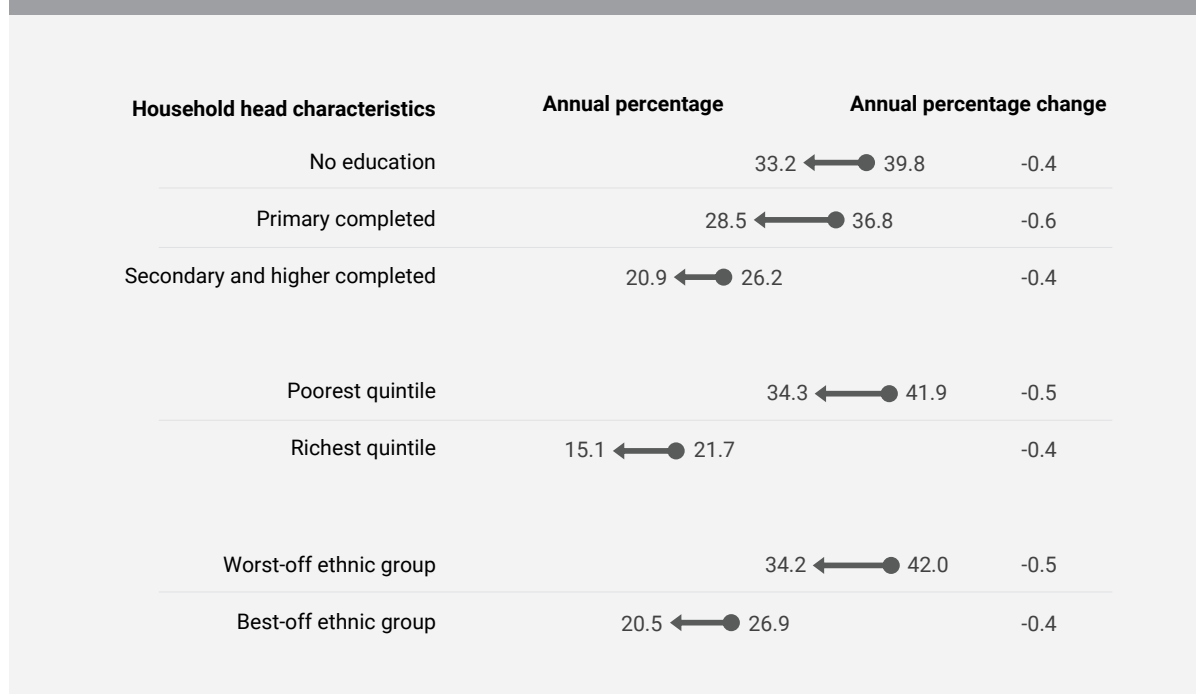 Household head characteristics Annual percentage Annual percentage change
No education 33.2 39.8 -0.4
Primary completed 28.5 36.8 -0.6
Secondary and higher completed 20.9 26.2 -0.4
Poorest quintile 34.3 41.9 -0.5
Richest quintile 15.1 21.7 -0.4
Worst-off ethnic group 34.2 42.0 -0.5
Best-off ethnic group 20.5 26.9 -0.4